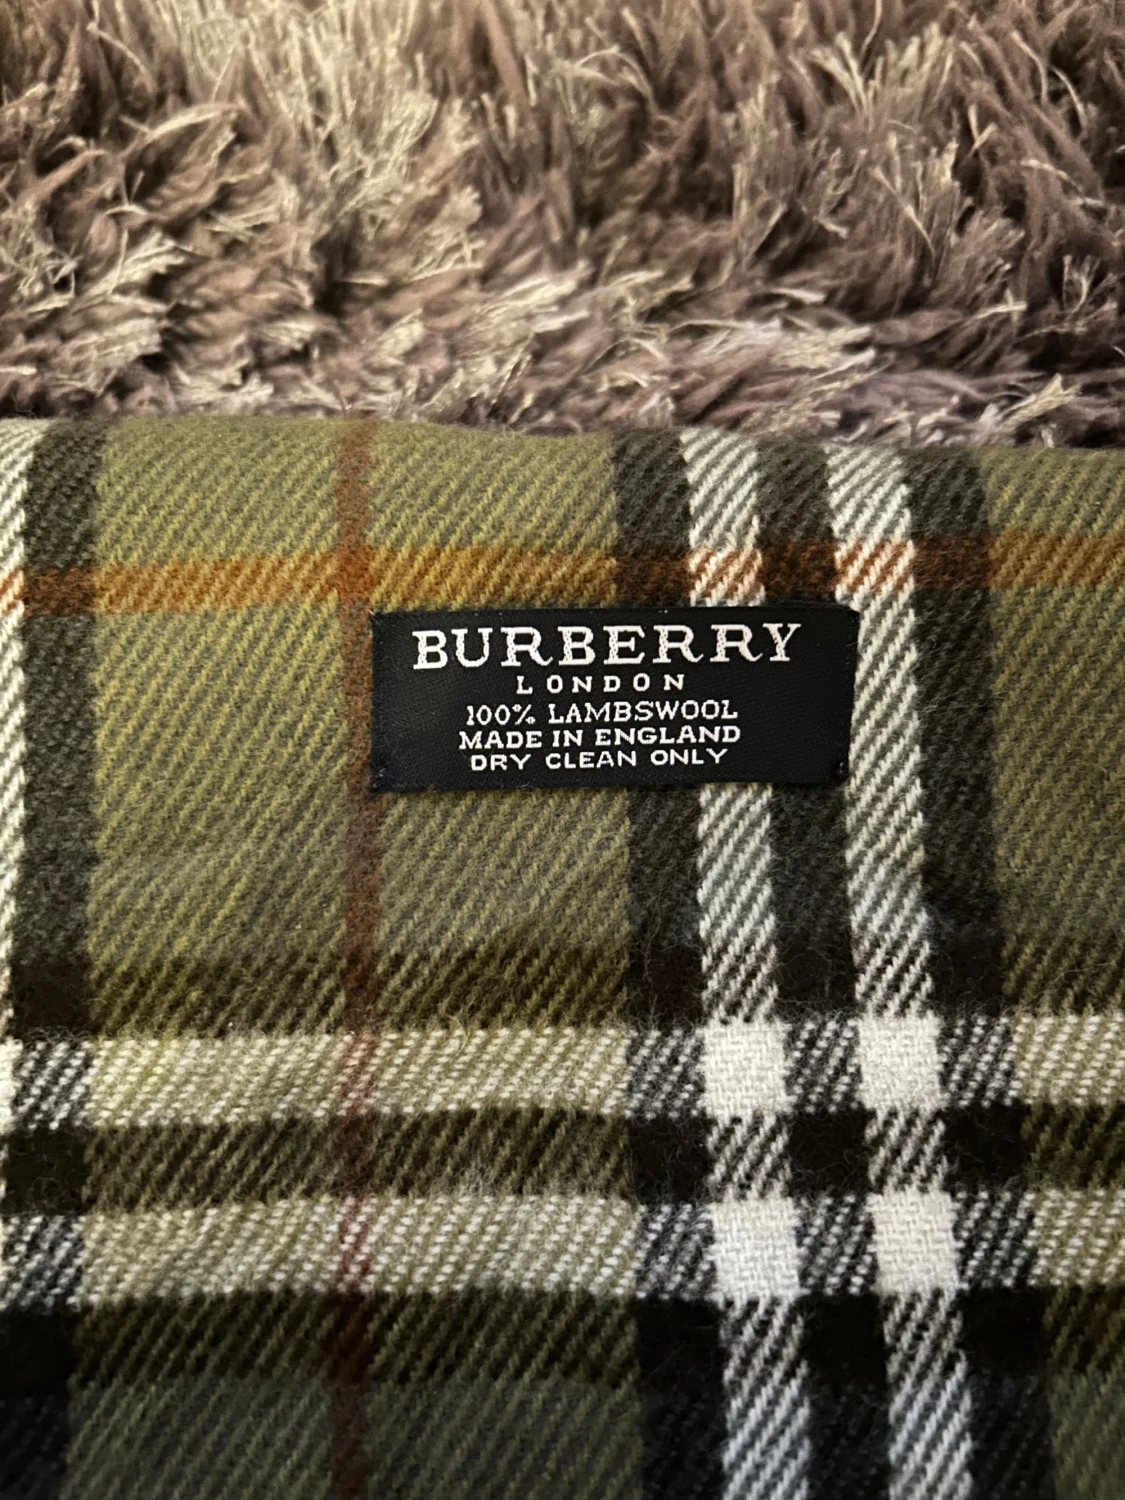 BURBERRY
LONDON
100% LAMBSWOOL
MADE IN ENGLAND
DRY CLEAN ONLY